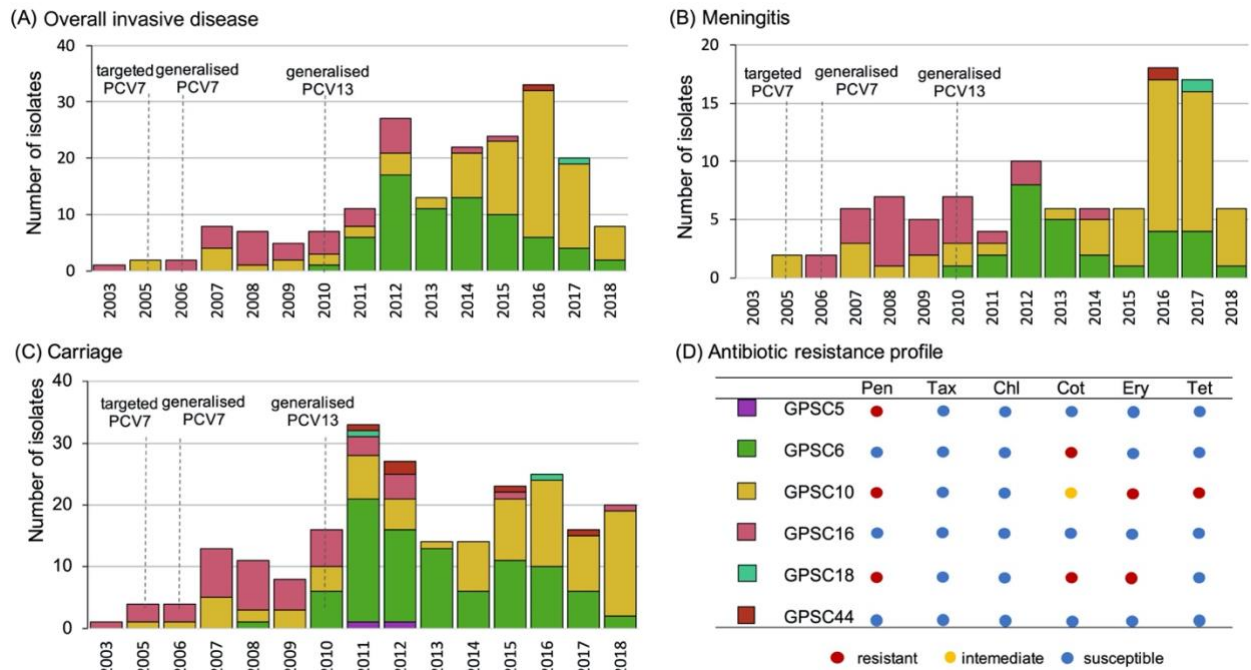 (A) Overall invasive disease
Number of isolates
40
30
20
10
0
targeted
PCV7
generalised
PCV7
generalised
PCV13
2003 2005 2006 2007 2008 2009 2010 2011 2012 2013 2014 2015 2016 2017 2018
(B) Meningitis
Number of isolates
20
15
10
5
0
targeted
PCV7
generalised
PCV7
generalised
PCV13
2003 2005 2006 2007 2008 2009 2010 2011 2012 2013 2014 2015 2016 2017 2018
(C) Carriage
Number of isolates
40
30
20
10
0
targeted
PCV7
generalised
PCV7
generalised
PCV13
2003 2005 2006 2007 2008 2009 2010 2011 2012 2013 2014 2015 2016 2017 2018
(D) Antibiotic resistance profile
Pen Tax Chl Cot Ery Tet
GPSC5
GPSC6
GPSC10
GPSC16
GPSC18
GPSC44
resistant intemediate susceptible